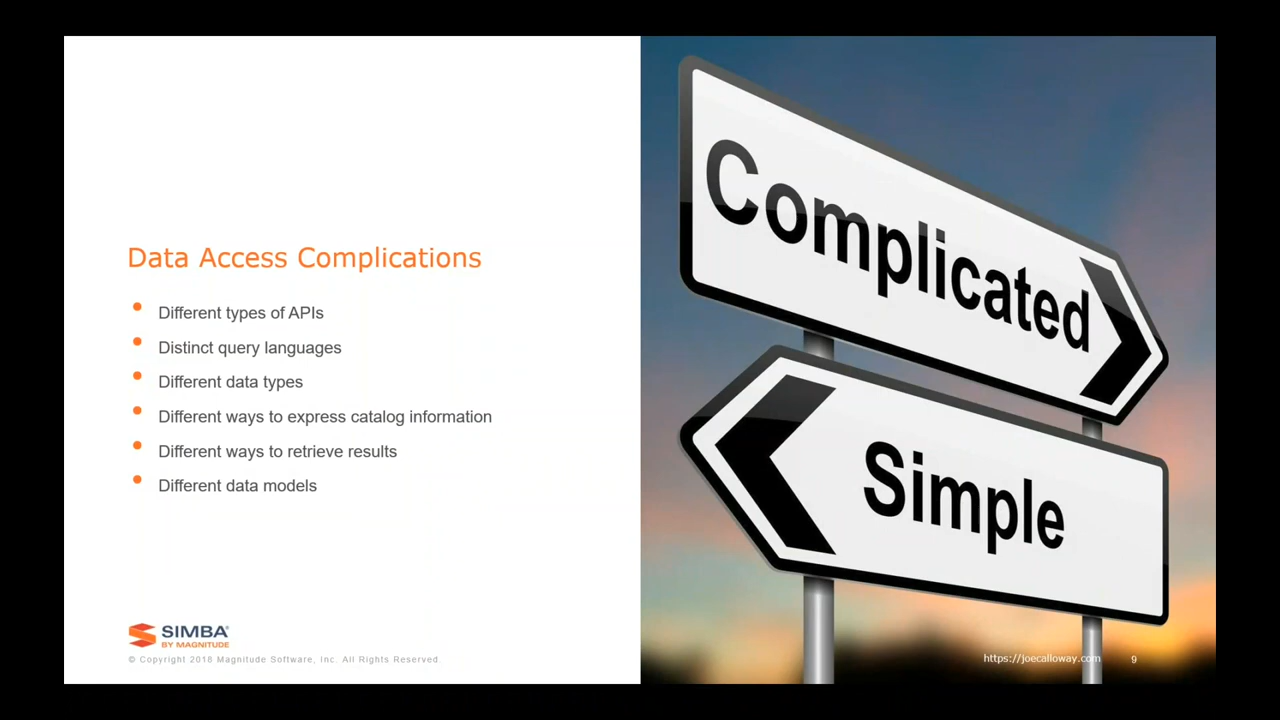 Data Access Complications
Different types of APIs
Distinct query languages
Different data types
Different ways to express catalog information
Different ways to retrieve results
Different data models
SIMBA®
BY MAGNITUDE
© Copyright 2018 Magnitude Software, Inc. All Rights Reserved.
Complicated
Simple
https://joecalloway.com
9